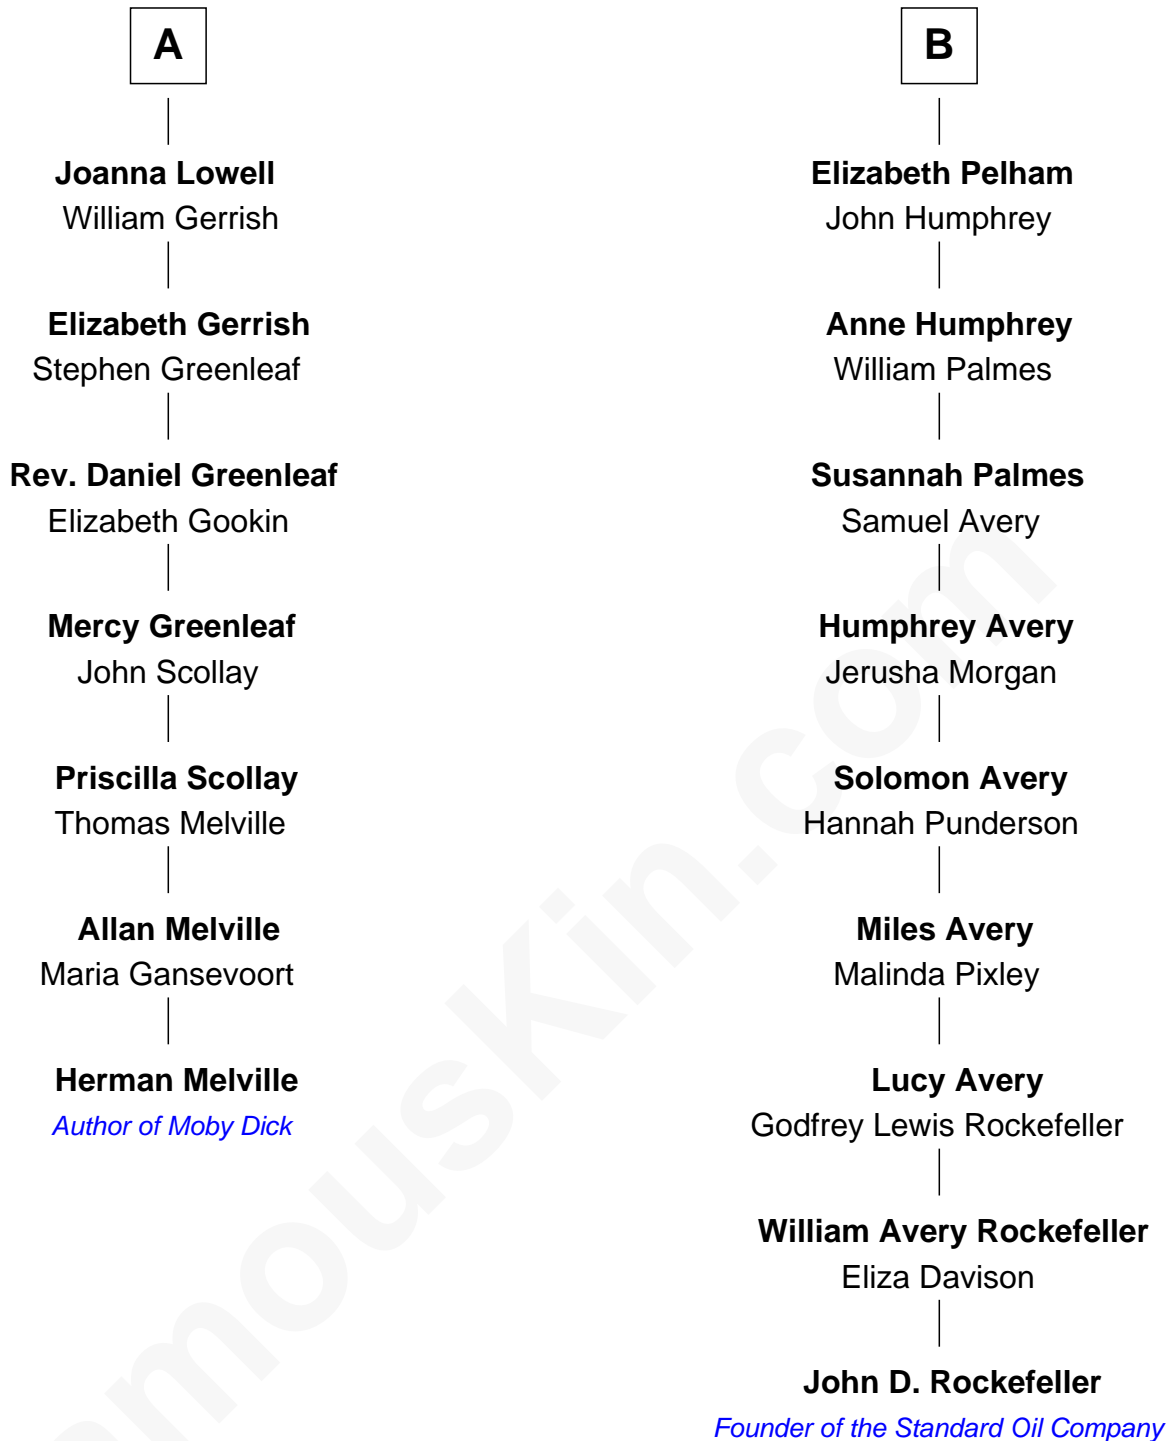 A
Joanna Lowell
William Gerrish
Elizabeth Gerrish
Stephen Greenleaf
Rev. Daniel Greenleaf
Elizabeth Gookin
Mercy Greenleaf
John Scollay
Priscilla Scollay
Thomas Melville
Allan Melville
Maria Gansevoort
Herman Melville
Author of Moby Dick
B
Elizabeth Pelham
John Humphrey
Anne Humphrey
William Palmes
Susannah Palmes
Samuel Avery
Humphrey Avery
Jerusha Morgan
Solomon Avery
Hannah Punderson
Miles Avery
Malinda Pixley
Lucy Avery
Godfrey Lewis Rockefeller
William Avery Rockefeller
Eliza Davison
John D. Rockefeller
Founder of the Standard Oil Company